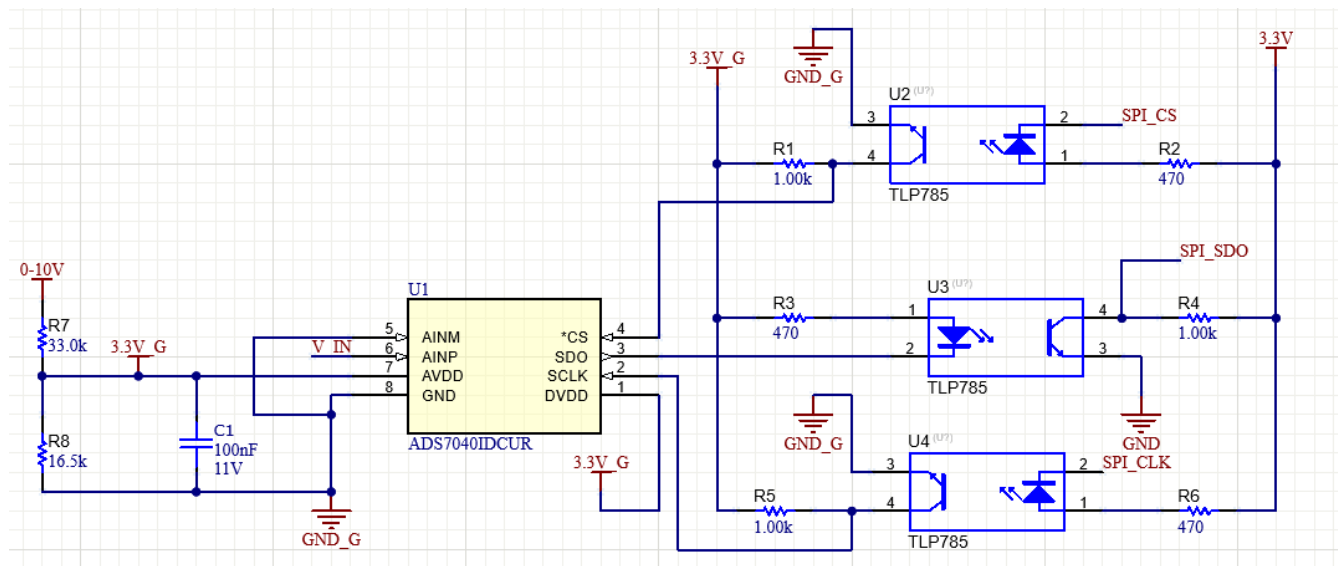 3.3V_G
GND_G
3.3V
U2 (U?)
3
2
SPI_CS
R1
4
1
R2
1.00k
470
TLP785
0-10V
SPI_SDO
U1
U3 (U?)
R7
33.0k
3.3V_G
V_IN
5
AINM
*CS
4
6
AINP
SDO
3
7
AVDD
SCLK
2
8
GND
DVDD
1
ADS7040IDCUR
R3
470
1
2
4
3
R4
1.00k
TLP785
R8
16.5k
C1
100nF
11V
GND_G
3.3V_G
GND_G
GND
U4 (U?)
3
2
SPI_CLK
R5
4
1
R6
1.00k
470
TLP785